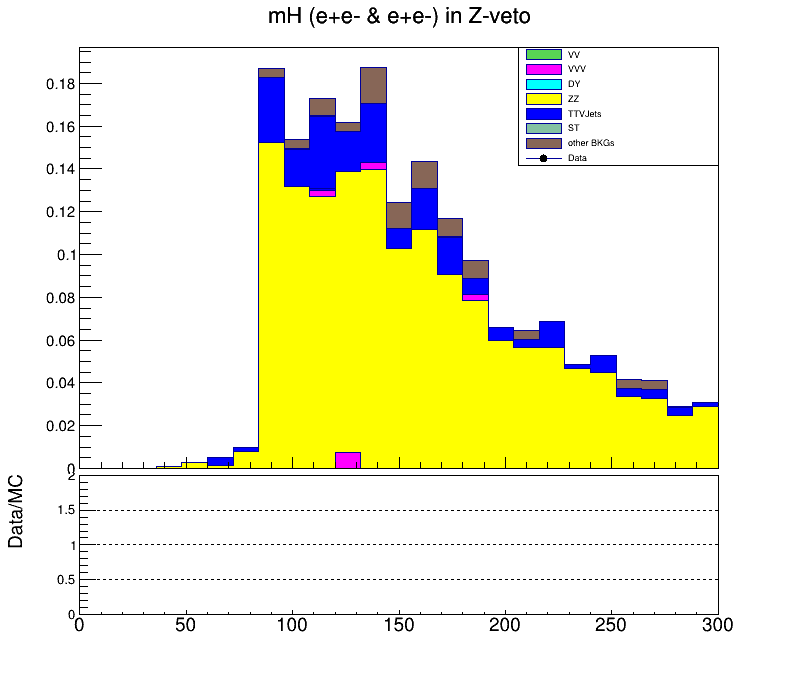 mH (e+e- & e+e-) in Z-veto
VV
VVV
DY
ZZ
TTVJets
ST
other BKGs
Data
0.18
0.16
0.14
0.12
0.1
0.08
0.06
0.04
0.02
0
Data/MC
2
1.5
1
0.5
0
0 50 100 150 200 250 300